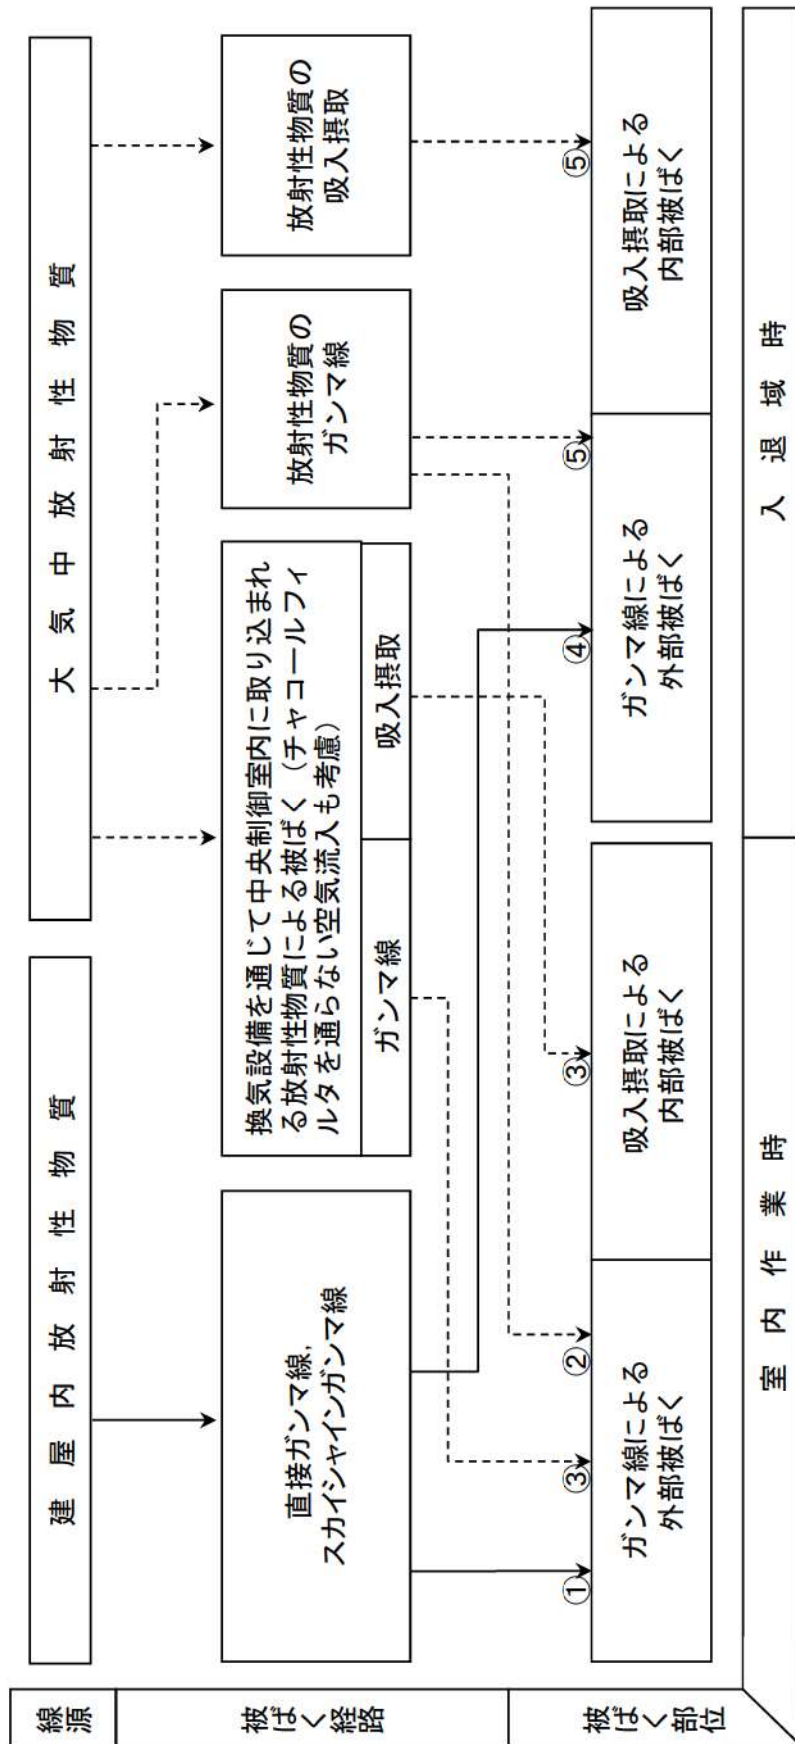 線源
建屋内放射性物質
大気中放射性物質
被ばく経路
直接ガンマ線,
スカイシャインガンマ線
換気設備を通じて中央制御室内に取り込まれ
る放射性物質による被ばく（チャコールフィ
ルタを通らない空気流入も考慮）
ガンマ線
吸入摂取
放射性物質の
ガンマ線
放射性物質の
吸入摂取
被ばく部位
①
③
②
③
④
⑤
⑤
ガンマ線による
外部被ばく
吸入摂取による
内部被ばく
ガンマ線による
外部被ばく
吸入摂取による
内部被ばく
室内作業時
入退域時